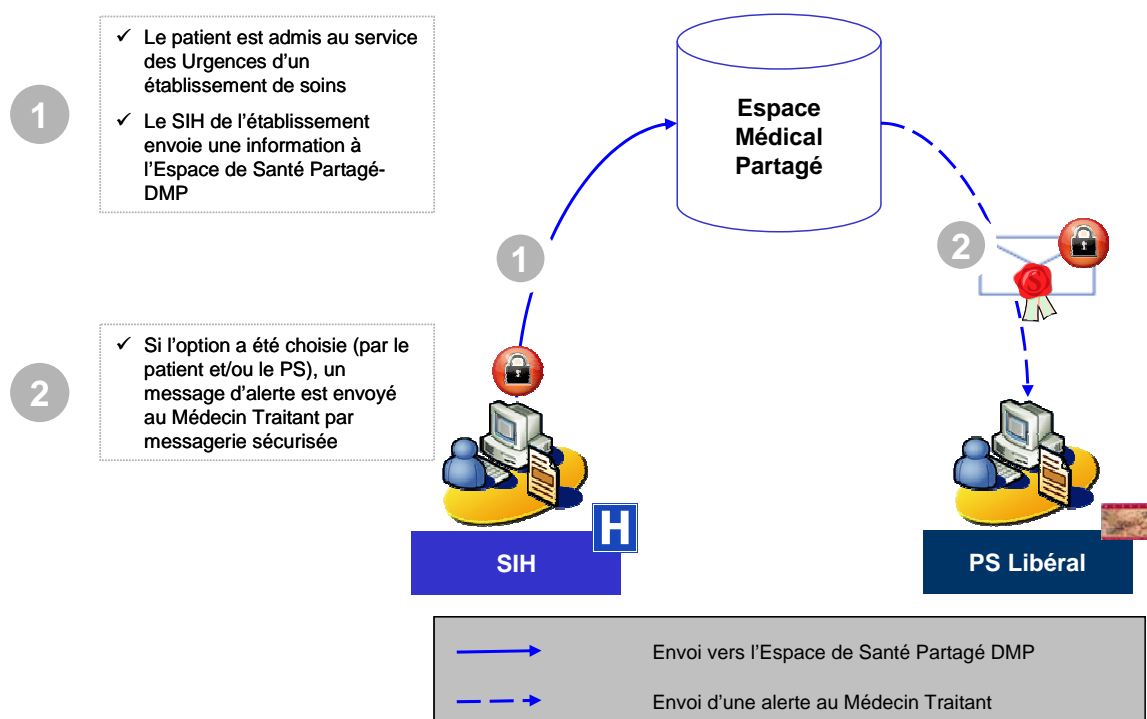 1
✓ Le patient est admis au service
des Urgences d'un
établissement de soins
✓ Le SIH de l'établissement
envoie une information à
l'Espace de Santé Partagé-
DMP
Espace
Médical
Partagé
1
2
2
✓ Si l'option a été choisie (par le
patient et/ou le PS), un
message d'alerte est envoyé
au Médecin Traitant par
messagerie sécurisée
S
H
SIH
PS Libéral
Envoi vers l'Espace de Santé Partagé DMP
Envoi d'une alerte au Médecin Traitant